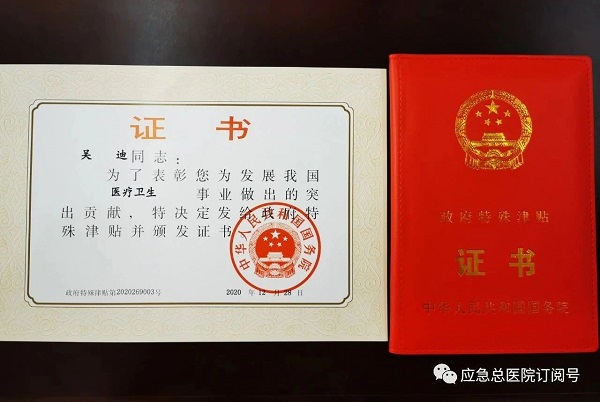 证 书
吴 迪同志：
为了表彰您为发展我国
医疗卫生 事业做出的突
出贡献，特决定发给政府特
殊津贴并颁发证书
中华人民共和国国务院
政府特殊津贴第2020269003号
2020 年 12 月 28 日
政府特殊津贴
证书
中华人民共和国国务院
应急总医院订阅号